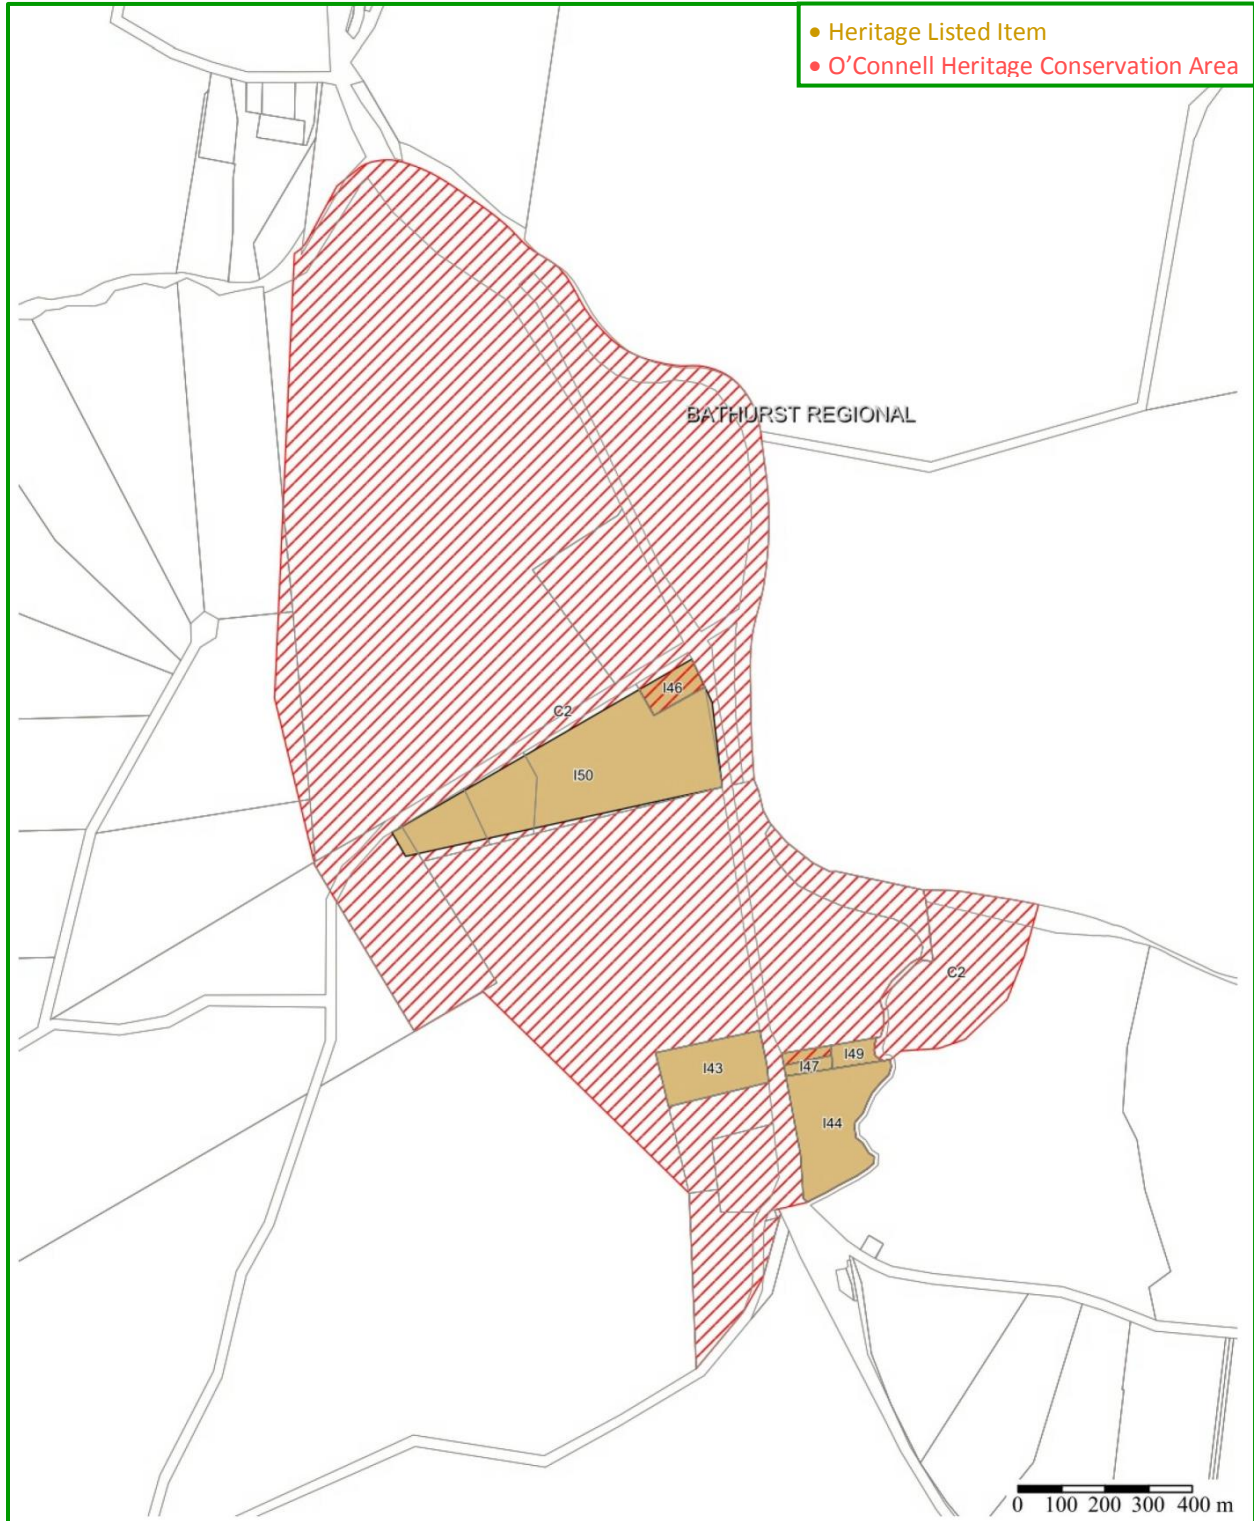 • Heritage Listed Item
• O’Connell Heritage Conservation Area
BATHURST REGIONAL
I46
C2
I50
C2
I49
I47
I43
I44
0 100 200 300 400 m